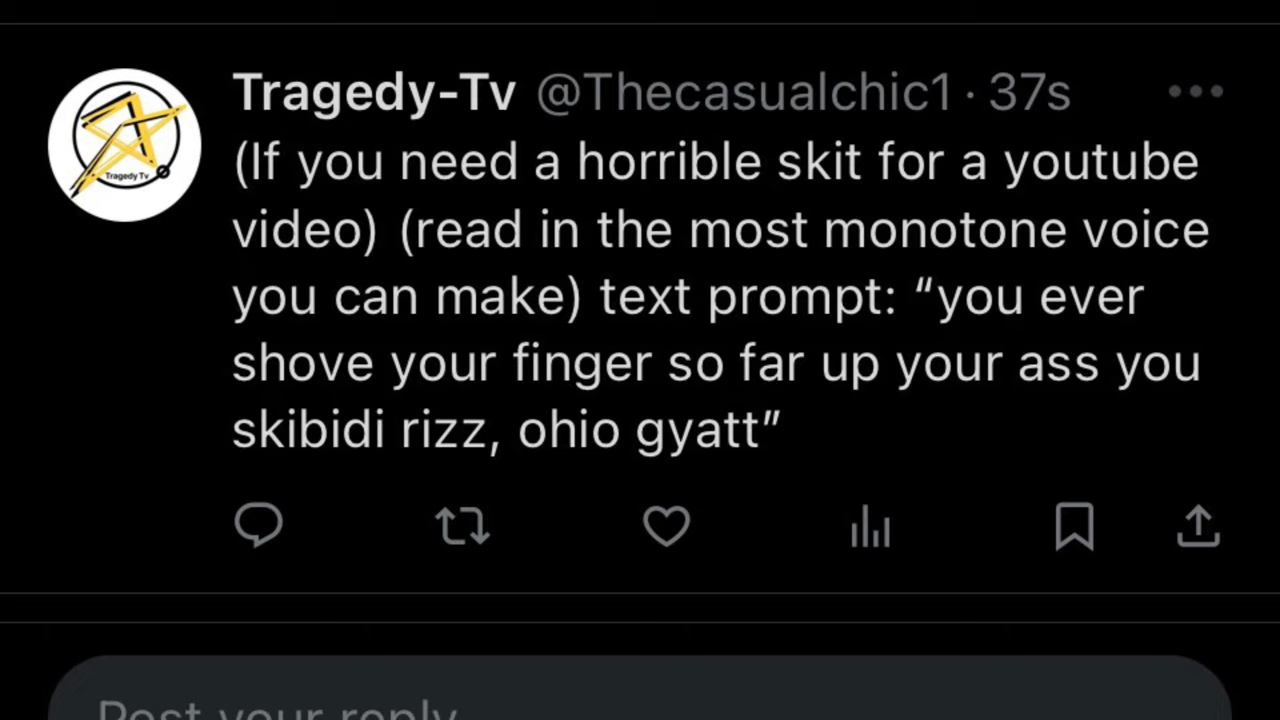 Tragedy-Tv @Thecasualchic1 · 37s
(If you need a horrible skit for a youtube
video) (read in the most monotone voice
you can make) text prompt: “you ever
shove your finger so far up your ass you
skibidi rizz, ohio gyatt”
Tragedy Tv
Post your reply